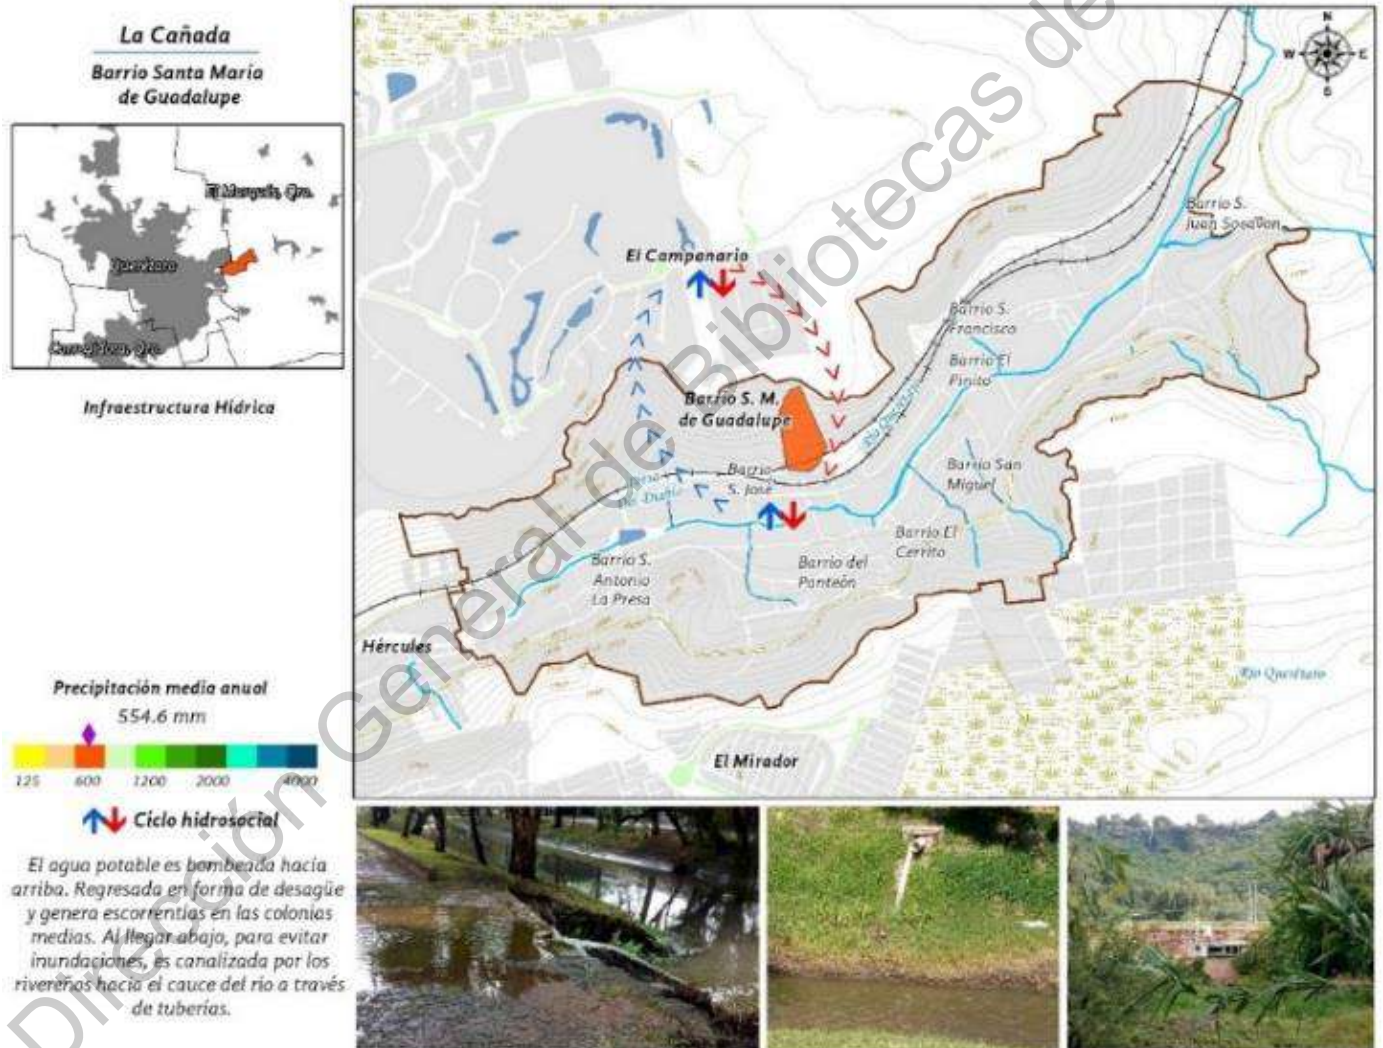 La Cañada
Barrio Santa María
de Guadalupe
El Marqués, Qro.
Querétaro
Corregidora, Qro.
Infraestructura Hídrica
Precipitación media anual
554.6 mm
125 600 1200 2000 4000
Ciclo hidrosocial
El agua potable es bombeada hacia
arriba. Regresada en forma de desagüe
y genera escorrentías en las colonias
medias. Al llegar abajo, para evitar
inundaciones, es canalizada por los
rivereños hacia el cauce del río a través
de tuberías.
N
W E
S
Barrio S.
Juan
El Campanario
Barrio S.
Francisco
Barrio El
Pinito
Barrio S. M.
de Guadalupe
Río
Barrio
S. José
Barrio San
Miguel
Barrio El
Cerrito
Barrio S.
Antonio
La Presa
Barrio del
Panteón
Hércules
Río Querétaro
El Mirador
Dirección General de Bibliotecas de